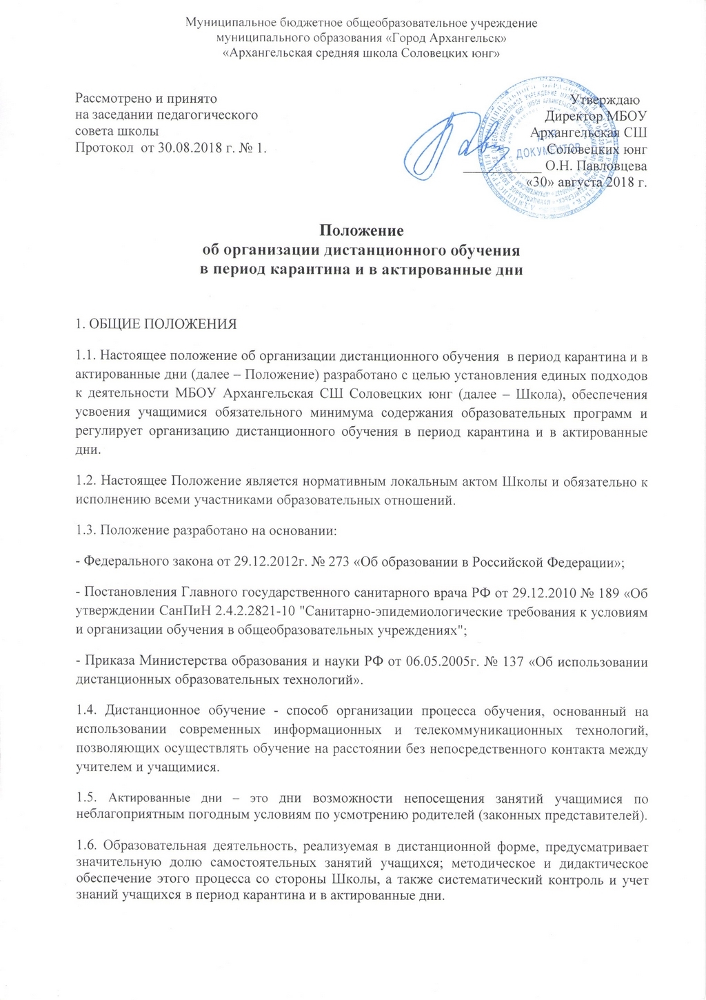 Муниципальное бюджетное общеобразовательное учреждение
муниципального образования «Город Архангельск»
«Архангельская средняя школа Соловецких юнг»
Рассмотрено и принято
на заседании педагогического
совета школы
Протокол от 30.08.2018 г. № 1.
Утверждаю
Директор МБОУ
Архангельская СШ
Соловецких юнг
____________ О.Н. Павловцева
«30» августа 2018 г.
ДОКУМЕНТОВ
Положение
об организации дистанционного обучения
в период карантина и в актированные дни
1. ОБЩИЕ ПОЛОЖЕНИЯ
1.1. Настоящее положение об организации дистанционного обучения в период карантина и в
актированные дни (далее – Положение) разработано с целью установления единых подходов
к деятельности МБОУ Архангельская СШ Соловецких юнг (далее – Школа), обеспечения
усвоения учащимися обязательного минимума содержания образовательных программ и
регулирует организацию дистанционного обучения в период карантина и в актированные
дни.
1.2. Настоящее Положение является нормативным локальным актом Школы и обязательно к
исполнению всеми участниками образовательных отношений.
1.3. Положение разработано на основании:
- Федерального закона от 29.12.2012г. № 273 «Об образовании в Российской Федерации»;
- Постановления Главного государственного санитарного врача РФ от 29.12.2010 № 189 «Об
утверждении СанПиН 2.4.2.2821-10 "Санитарно-эпидемиологические требования к условиям
и организации обучения в общеобразовательных учреждениях";
- Приказа Министерства образования и науки РФ от 06.05.2005г. № 137 «Об использовании
дистанционных образовательных технологий».
1.4. Дистанционное обучение - способ организации процесса обучения, основанный на
использовании современных информационных и телекоммуникационных технологий,
позволяющих осуществлять обучение на расстоянии без непосредственного контакта между
учителем и учащимися.
1.5. Актированные дни – это дни возможности непосещения занятий учащимися по
неблагоприятным погодным условиям по усмотрению родителей (законных представителей).
1.6. Образовательная деятельность, реализуемая в дистанционной форме, предусматривает
значительную долю самостоятельных занятий учащихся; методическое и дидактическое
обеспечение этого процесса со стороны Школы, а также систематический контроль и учет
знаний учащихся в период карантина и в актированные дни.